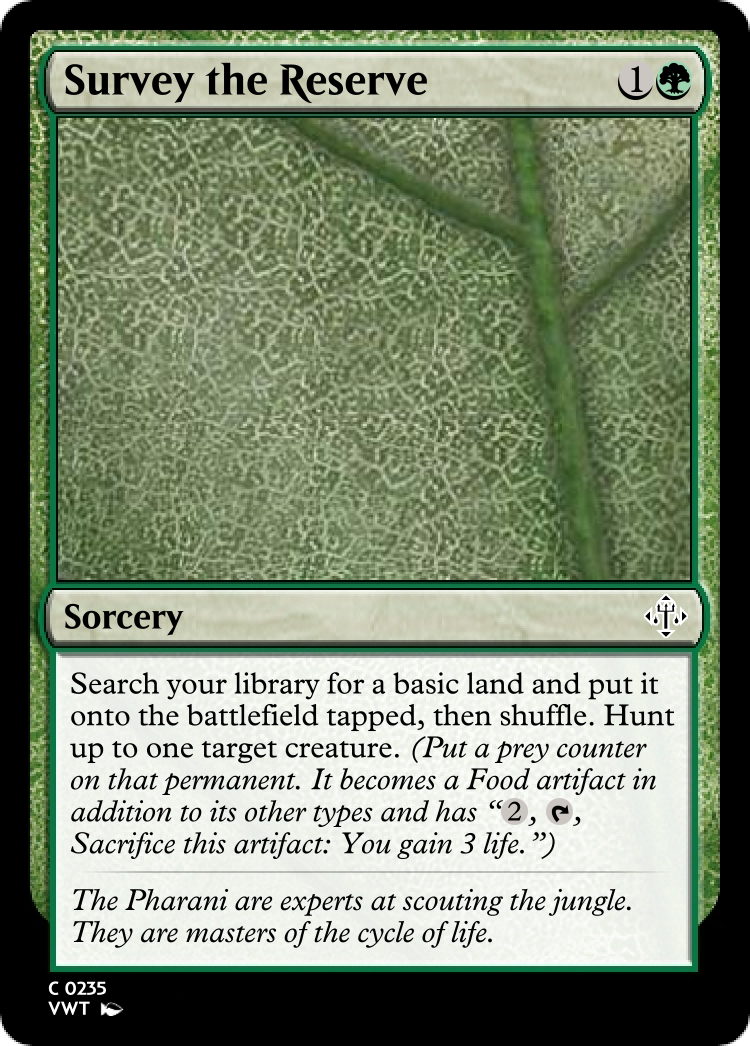 Survey the Reserve 1
Sorcery
Search your library for a basic land and put it
onto the battlefield tapped, then shuffle. Hunt
up to one target creature. (Put a prey counter
on that permanent. It becomes a Food artifact in
addition to its other types and has “2, ,
Sacrifice this artifact: You gain 3 life.”)
The Pharani are experts at scouting the jungle.
They are masters of the cycle of life.
C 0235
VWT